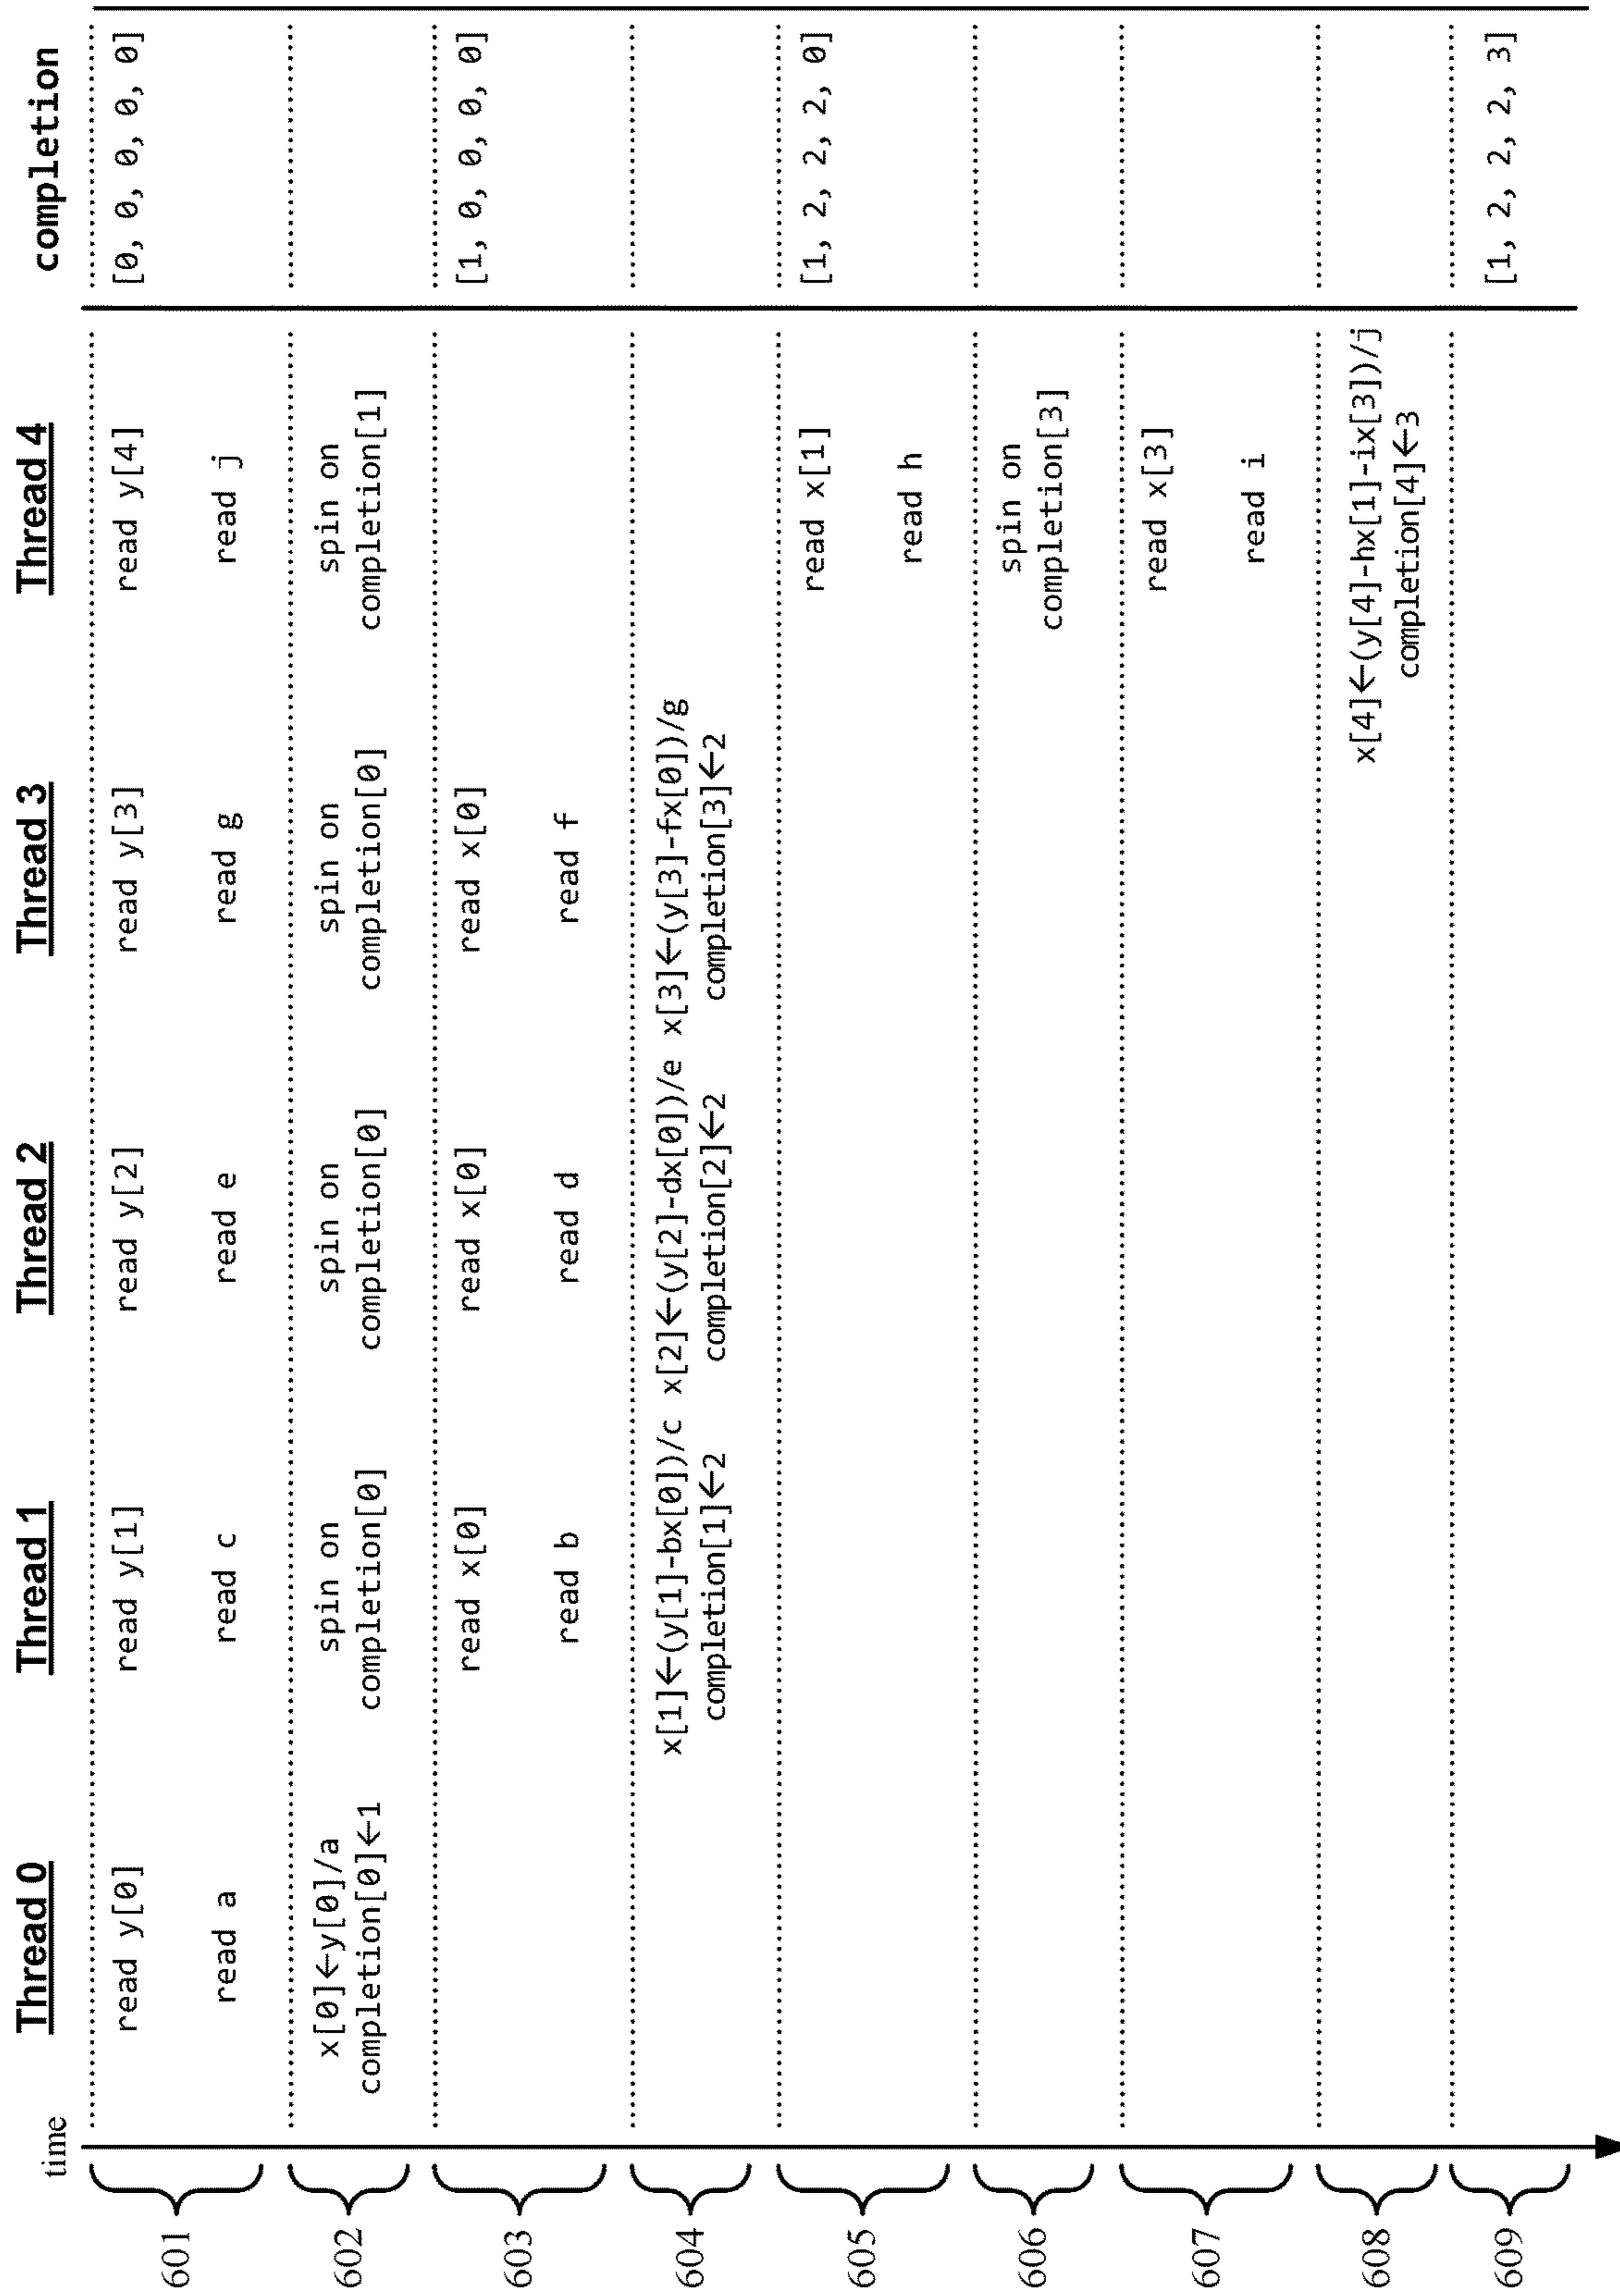 time
Thread 0
Thread 1
Thread 2
Thread 3
Thread 4
completion
601
read y[0]
read a
read y[1]
read c
read y[2]
read e
read y[3]
read g
read y[4]
read j
[0, 0, 0, 0, 0]
602
x[0]←y[0]/a
completion[0]←1
spin on
completion[0]
spin on
completion[0]
spin on
completion[0]
spin on
completion[1]
603
read x[0]
read b
read x[0]
read d
read x[0]
read f
[1, 0, 0, 0, 0]
604
x[1]←(y[1]-bx[0])/c
completion[1]←2
x[2]←(y[2]-dx[0])/e
completion[2]←2
x[3]←(y[3]-fx[0])/g
completion[3]←2
605
read x[1]
read h
[1, 2, 2, 2, 0]
606
spin on
completion[3]
607
read x[3]
read i
608
x[4]←(y[4]-hx[1]-ix[3])/j
completion[4]←3
609
[1, 2, 2, 2, 3]